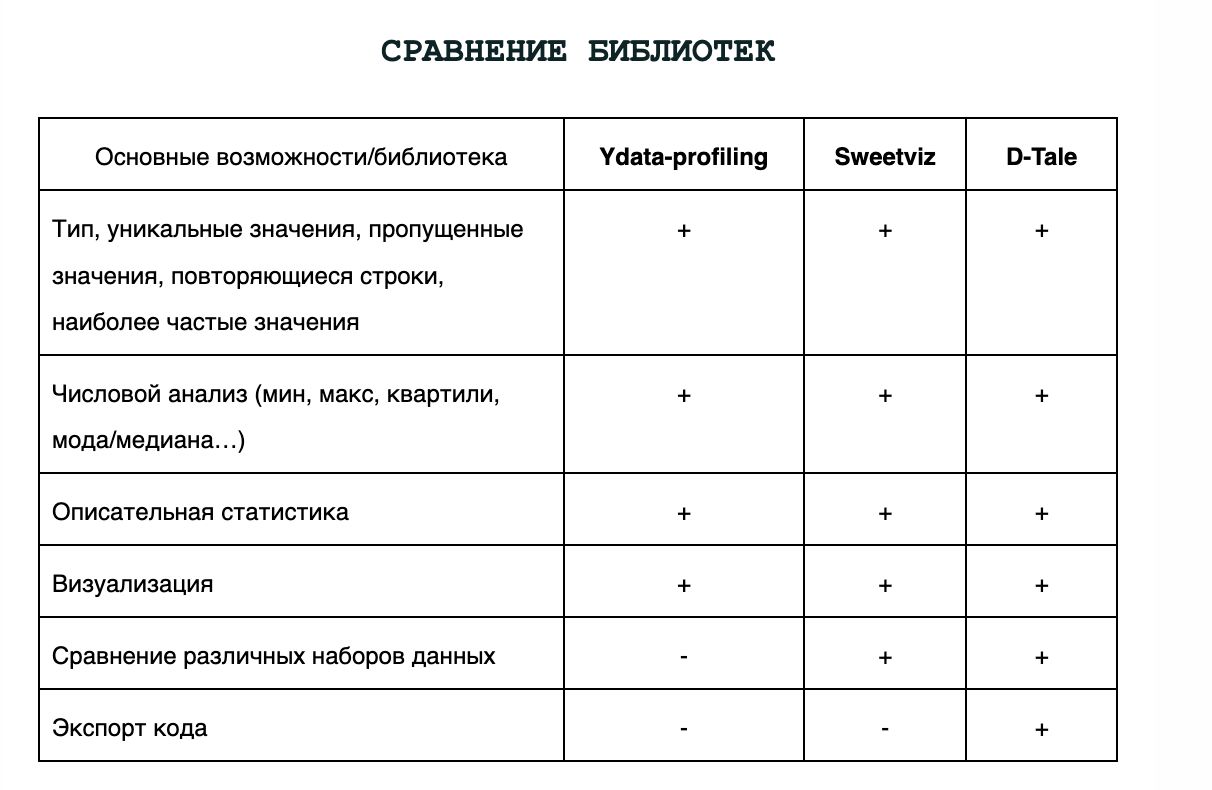 СРАВНЕНИЕ БИБЛИОТЕК
Основные возможности/библиотека Ydata-profiling Sweetviz D-Tale
Тип, уникальные значения, пропущенные + + +
значения, повторяющиеся строки,
наиболее частые значения
Числовой анализ (мин, макс, квартили, + + +
мода/медиана…)
Описательная статистика + + +
Визуализация + + +
Сравнение различных наборов данных - + +
Экспорт кода - - +